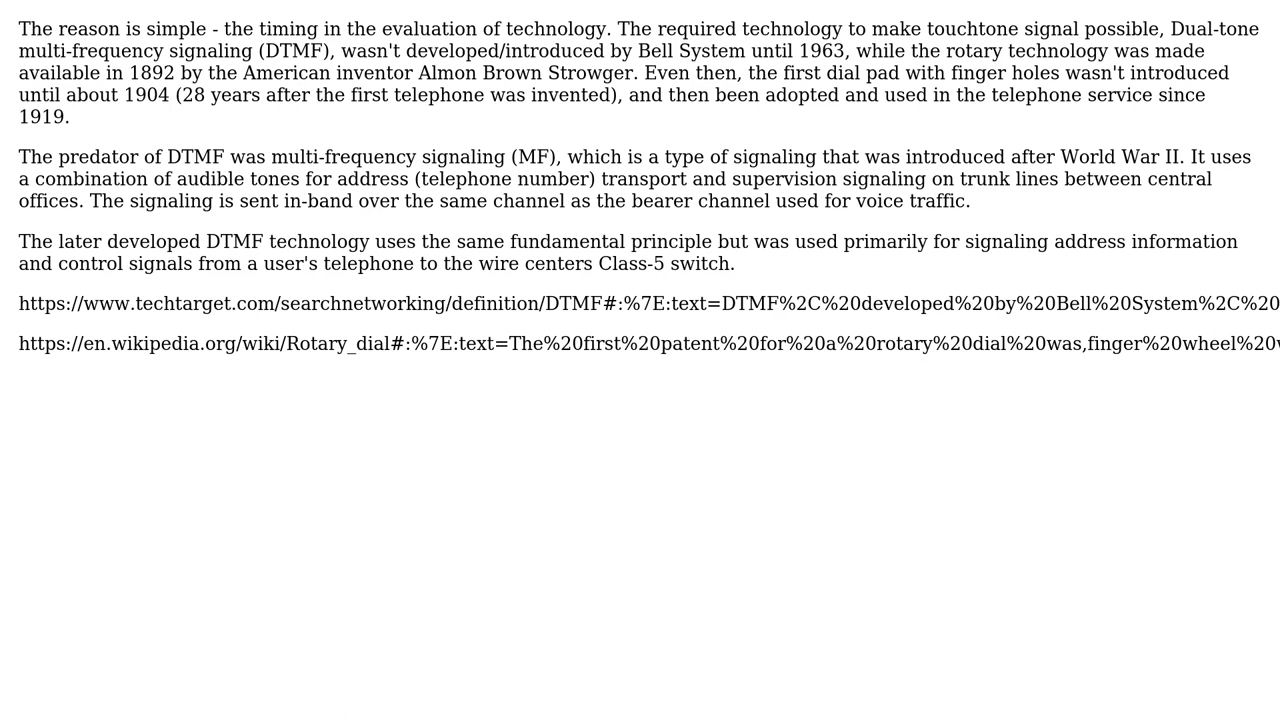 The reason is simple - the timing in the evaluation of technology. The required technology to make touchtone signal possible, Dual-tone
multi-frequency signaling (DTMF), wasn't developed/introduced by Bell System until 1963, while the rotary technology was made
available in 1892 by the American inventor Almon Brown Strowger. Even then, the first dial pad with finger holes wasn't introduced
until about 1904 (28 years after the first telephone was invented), and then been adopted and used in the telephone service since
1919.
The predator of DTMF was multi-frequency signaling (MF), which is a type of signaling that was introduced after World War II. It uses
a combination of audible tones for address (telephone number) transport and supervision signaling on trunk lines between central
offices. The signaling is sent in-band over the same channel as the bearer channel used for voice traffic.
The later developed DTMF technology uses the same fundamental principle but was used primarily for signaling address information
and control signals from a user's telephone to the wire centers Class-5 switch.
https://www.techtarget.com/searchnetworking/definition/DTMF#:%7E:text=DTMF%2C%20developed%20by%20Bell%20System%2C%20
https://en.wikipedia.org/wiki/Rotary_dial#:%7E:text=The%20first%20patent%20for%20a%20rotary%20dial%20was,finger%20wheel%20